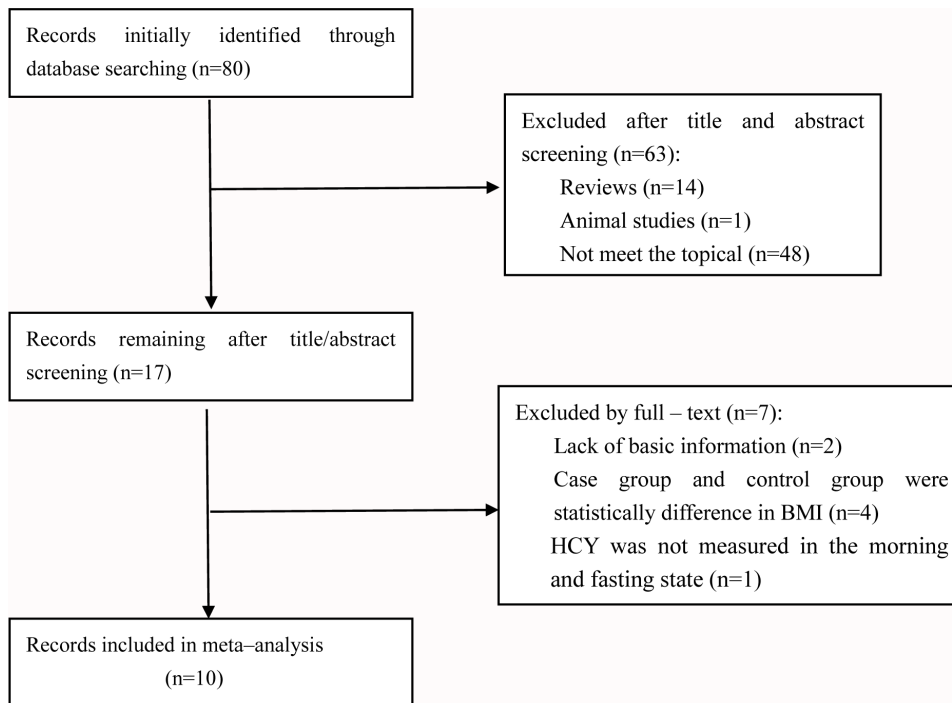 Records initially identified through
database searching (n=80)
Excluded after title and abstract
screening (n=63):
Reviews (n=14)
Animal studies (n=1)
Not meet the topical (n=48)
Records remaining after title/abstract
screening (n=17)
Excluded by full – text (n=7):
Lack of basic information (n=2)
Case group and control group were
statistically difference in BMI (n=4)
HCY was not measured in the morning
and fasting state (n=1)
Records included in meta–analysis
(n=10)